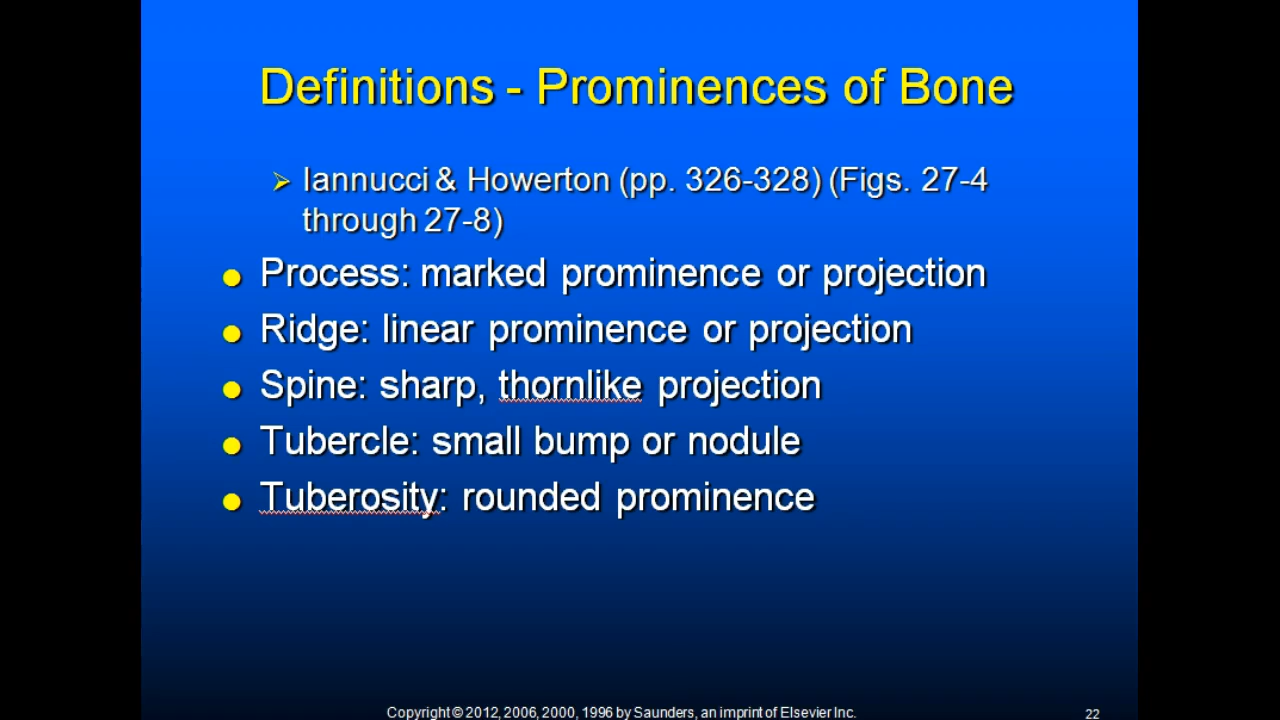 Definitions - Prominences of Bone
Iannucci & Howerton (pp. 326-328) (Figs. 27-4
through 27-8)
Process: marked prominence or projection
Ridge: linear prominence or projection
Spine: sharp, thornlike projection
Tubercle: small bump or nodule
Tuberosity: rounded prominence
Copyright © 2012, 2006, 2000, 1996 by Saunders, an imprint of Elsevier Inc.
22